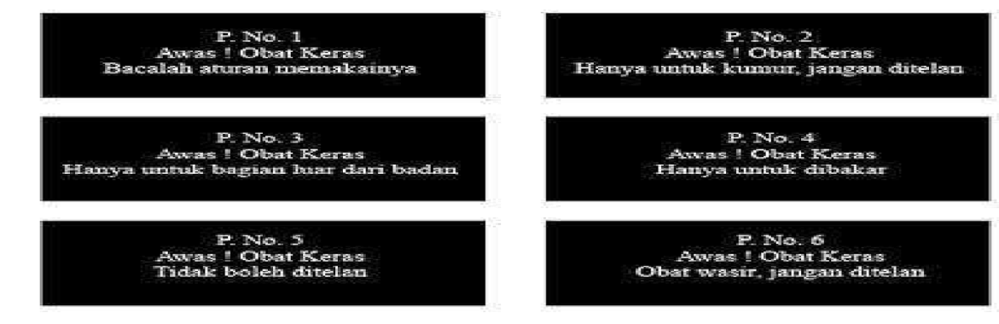 P. No. 1
Awas ! Obat Keras
Bacalah aturan memakainya
P. No. 2
Awas ! Obat Keras
Hanya untuk kumur, jangan ditelan
P. No. 3
Awas ! Obat Keras
Hanya untuk bagian luar dari badan
P. No. 4
Awas ! Obat Keras
Hanya untuk dibakar
P. No. 5
Awas ! Obat Keras
Tidak boleh ditelan
P. No. 6
Awas ! Obat Keras
Obat wasir, jangan ditelan